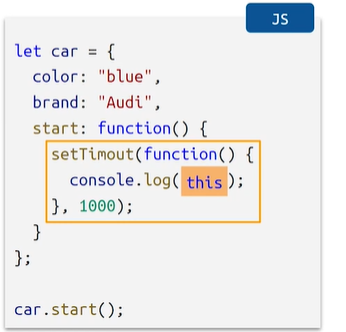 JS
let car = {
  color: "blue",
  brand: "Audi",
  start: function() {
    setTimout(function() {
      console.log( this );
    }, 1000);
  }
};
car.start();